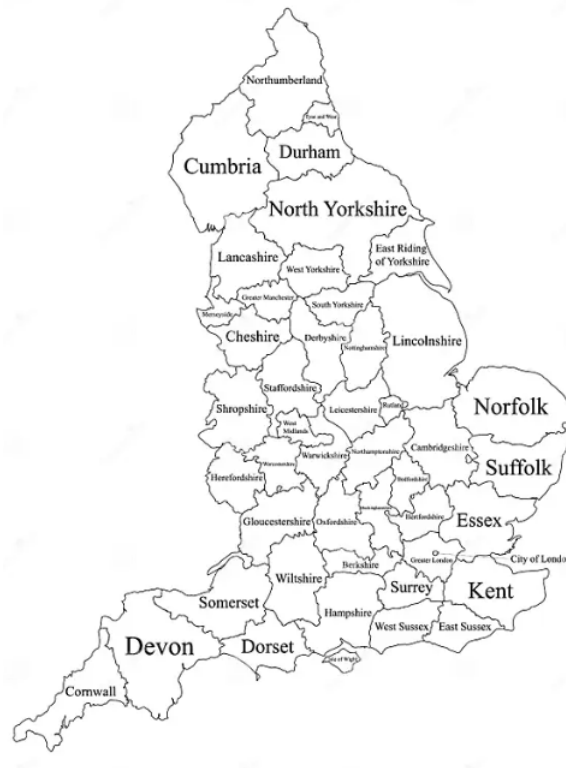 Northumberland
Tyne and Wear
Cumbria
Durham
North Yorkshire
East Riding
of Yorkshire
Lancashire
West Yorkshire
Greater Manchester
South Yorkshire
Merseyside
Cheshire
Derbyshire
Nottinghamshire
Lincolnshire
Staffordshire
Shropshire
Leicestershire
Rutland
Norfolk
West
Midlands
Warwickshire
Northamptonshire
Cambridgeshire
Suffolk
Herefordshire
Worcestershire
Bedfordshire
Gloucestershire
Oxfordshire
Buckinghamshire
Hertfordshire
Essex
City of Londo
Greater London
Berkshire
Wiltshire
Surrey
Kent
Somerset
Hampshire
West Sussex
East Sussex
Devon
Dorset
Isle of Wight
Cornwall